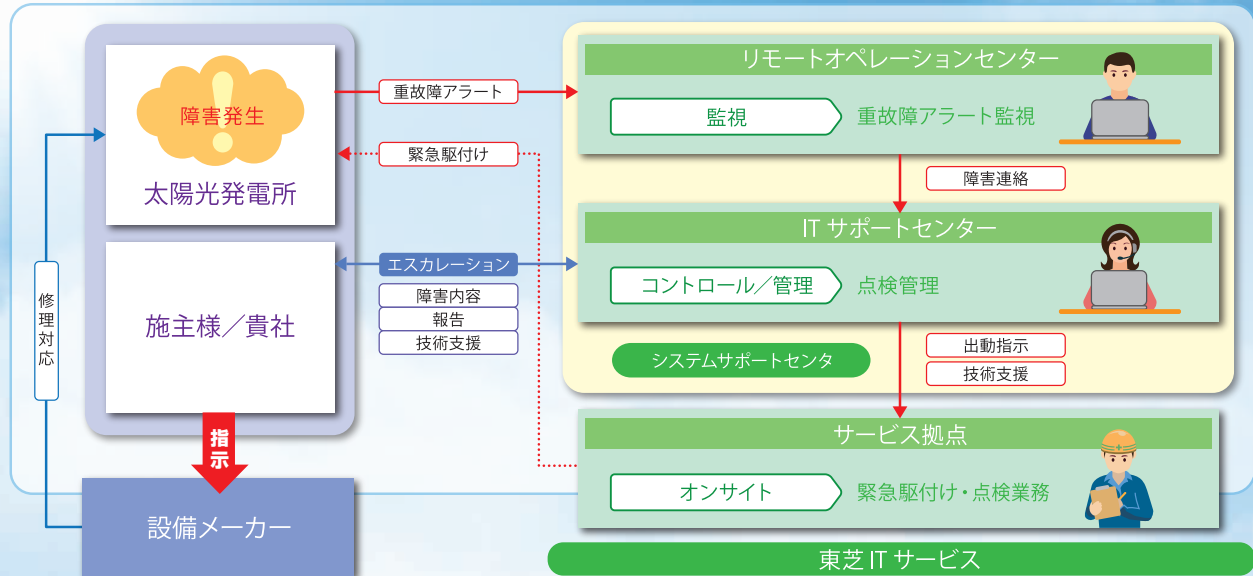 障害発生
太陽光発電所
施主様／貴社
修理対応
指示
設備メーカー
重故障アラート
緊急駆付け
エスカレーション
障害内容
報告
技術支援
リモートオペレーションセンター
監視
重故障アラート監視
障害連絡
IT サポートセンター
コントロール／管理
点検管理
システムサポートセンタ
出動指示
技術支援
サービス拠点
オンサイト
緊急駆付け・点検業務
東芝 IT サービス